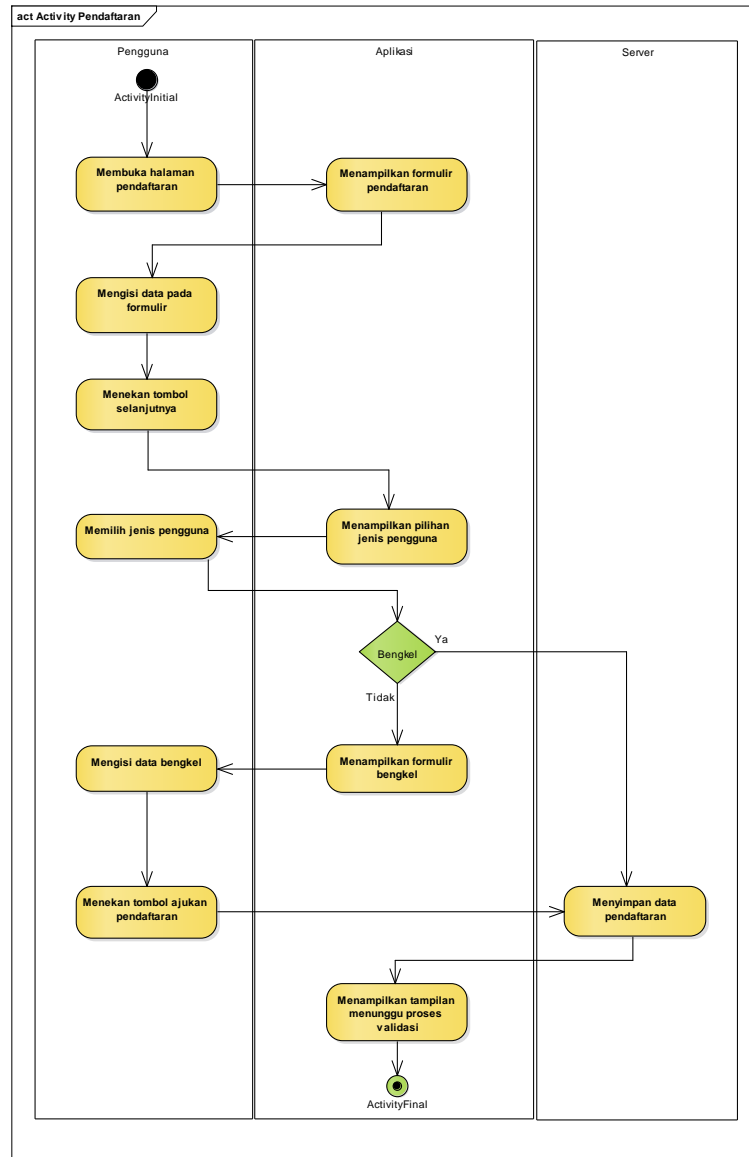 act Activity Pendaftaran
Pengguna
Aplikasi
Server
ActivityInitial
Membuka halaman
pendaftaran
Menampilkan formulir
pendaftaran
Mengisi data pada
formulir
Menekan tombol
selanjutnya
Memilih jenis pengguna
Menampilkan pilihan
jenis pengguna
Bengkel
Ya
Tidak
Mengisi data bengkel
Menampilkan formulir
bengkel
Menekan tombol ajukan
pendaftaran
Menyimpan data
pendaftaran
Menampilkan tampilan
menunggu proses
validasi
ActivityFinal